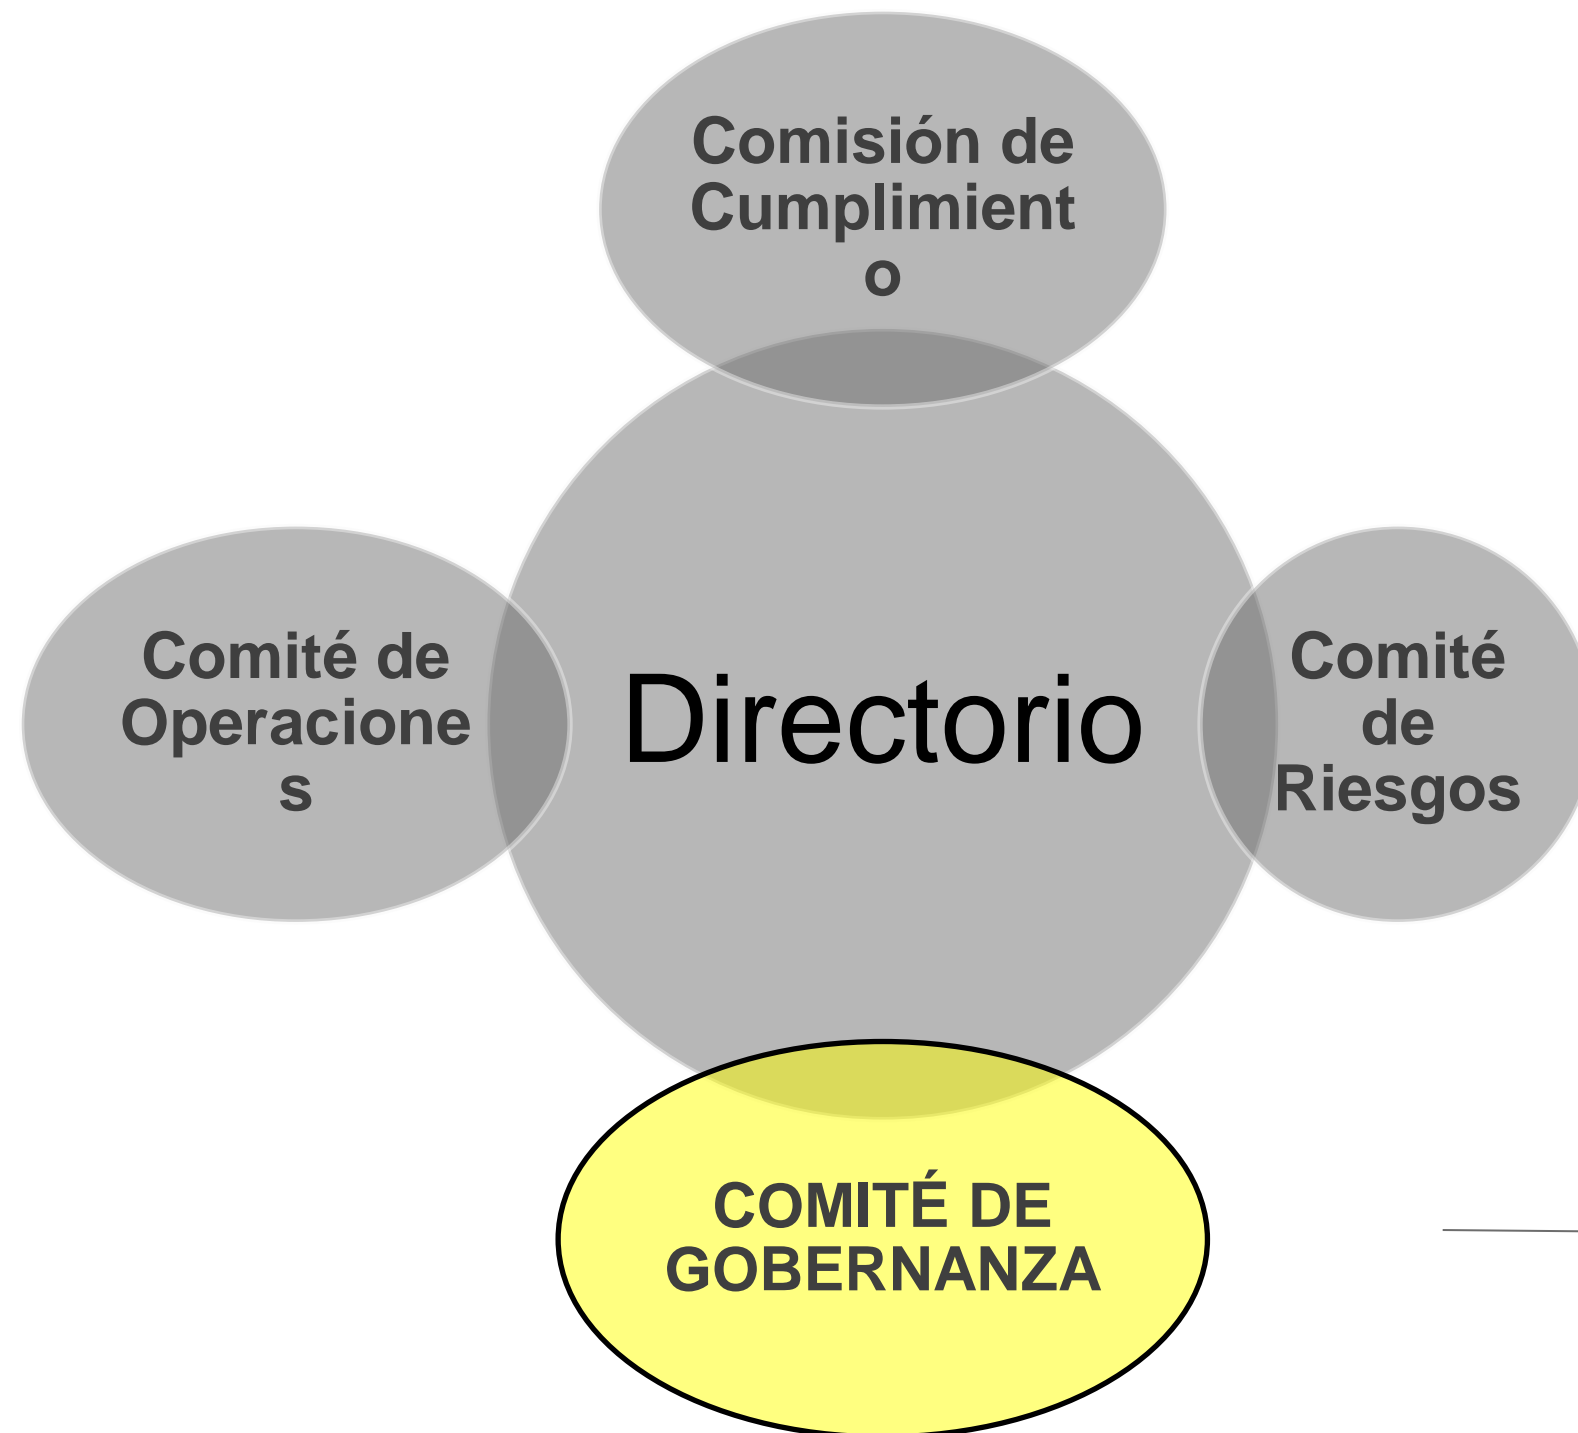 Comisión de
Cumplimient
o
Comité de
Operacione
s
Directorio
Comité
de
Riesgos
COMITÉ DE
GOBERNANZA